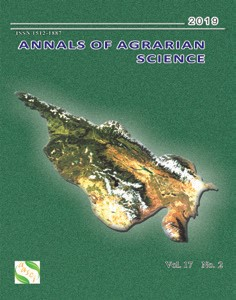 2019
ISSN 1512-1887
ANNALS OF AGRARIAN
SCIENCE
Vol. 17 No. 2